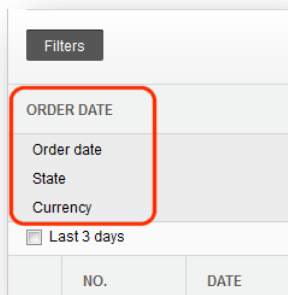 Filters
ORDER DATE
Order date
State
Currency
Last 3 days
NO. DATE